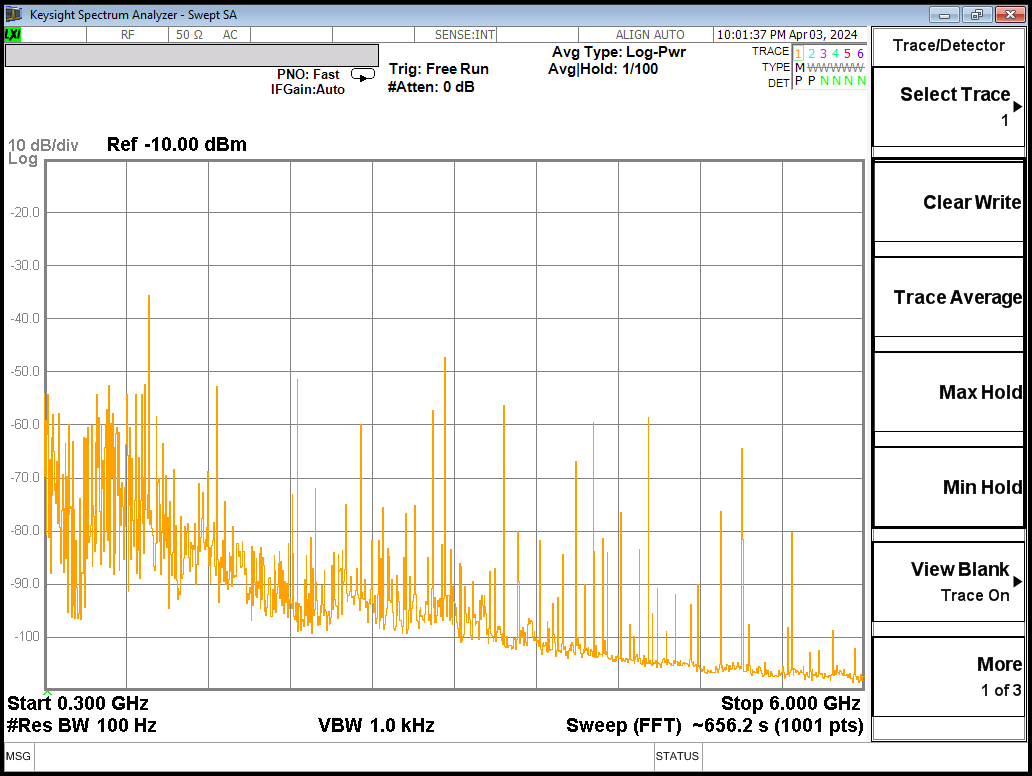 Keysight Spectrum Analyzer - Swept SA
LXI
RF
50 Ω
AC
SENSE:INT
ALIGN AUTO
10:01:37 PM Apr 03, 2024
PNO: Fast
IFGain:Auto
Trig: Free Run
#Atten: 0 dB
Avg Type: Log-Pwr
Avg|Hold: 1/100
TRACE 1 2 3 4 5 6
TYPE M W W W W W
DET P P N N N N
10 dB/div
Log
Ref -10.00 dBm
-20.0
-30.0
-40.0
-50.0
-60.0
-70.0
-80.0
-90.0
-100
Start 0.300 GHz
Stop 6.000 GHz
#Res BW 100 Hz
VBW 1.0 kHz
Sweep (FFT) ~656.2 s (1001 pts)
MSG
STATUS
Trace/Detector
Select Trace
1
Clear Write
Trace Average
Max Hold
Min Hold
View Blank
Trace On
More
1 of 3